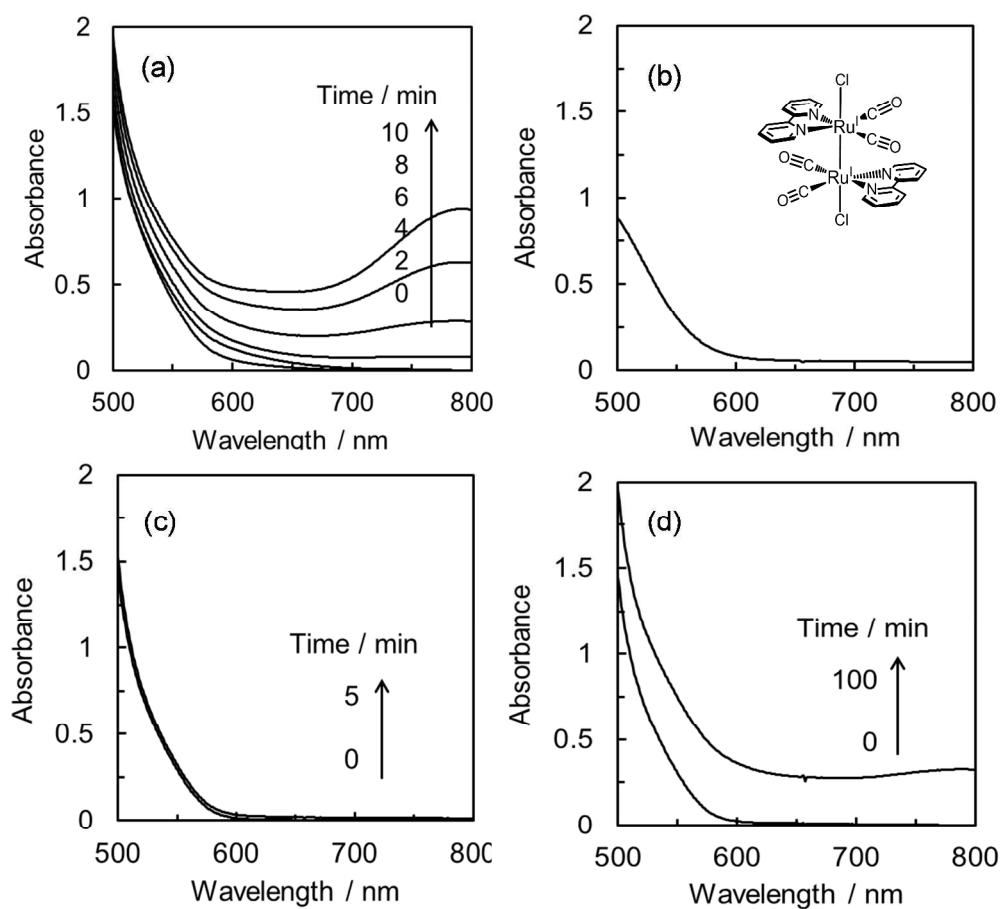 (a)
2
1.5
1
0.5
0
Absorbance
Time / min
10
8
6
4
2
0
500 600 700 800
Wavelength / nm
(b)
2
1.5
1
0.5
0
Absorbance
Cl
N Ru I C O
N C O
O C Ru I N
O C N
Cl
500 600 700 800
Wavelength / nm
(c)
2
1.5
1
0.5
0
Absorbance
Time / min
5
0
500 600 700 800
Wavelength / nm
(d)
2
1.5
1
0.5
0
Absorbance
Time / min
100
0
500 600 700 800
Wavelength / nm